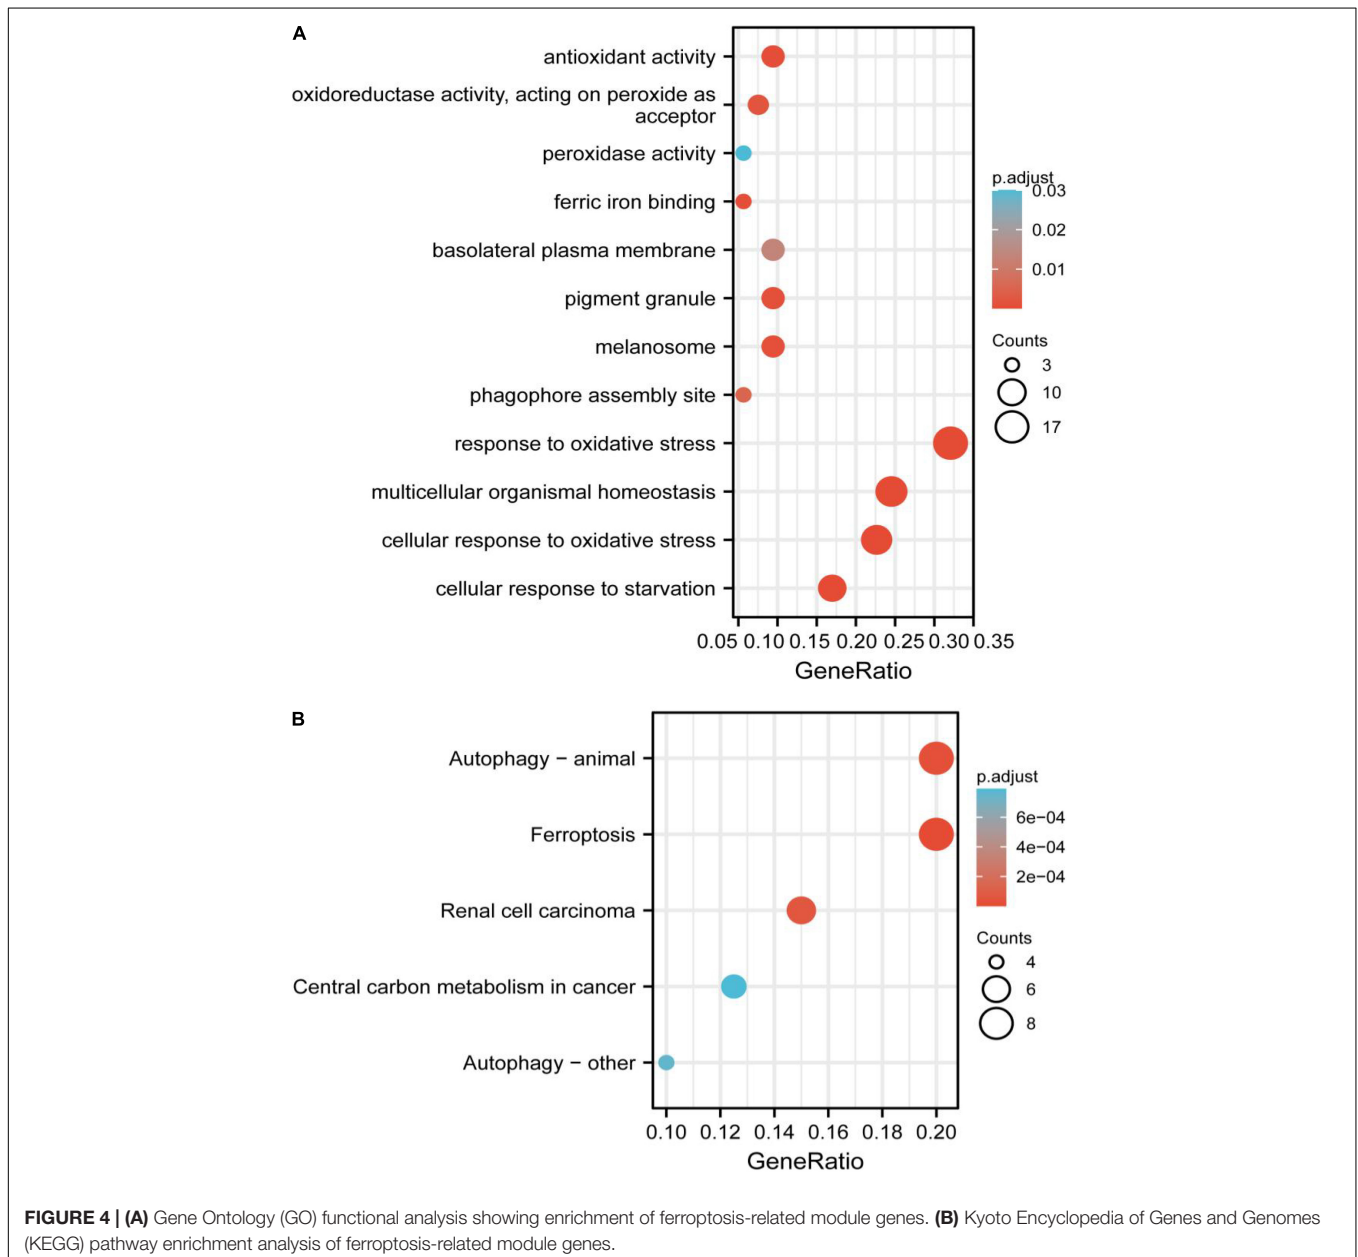 A
antioxidant activity
oxidoreductase activity, acting on peroxide as
acceptor
peroxidase activity
ferric iron binding
basolateral plasma membrane
pigment granule
melanosome
phagophore assembly site
response to oxidative stress
multicellular organismal homeostasis
cellular response to oxidative stress
cellular response to starvation
0.05 0.10 0.15 0.20 0.25 0.30 0.35
GeneRatio
p.adjust
0.03
0.02
0.01
Counts
3
10
17
B
Autophagy − animal
Ferroptosis
Renal cell carcinoma
Central carbon metabolism in cancer
Autophagy − other
0.10 0.12 0.14 0.16 0.18 0.20
GeneRatio
p.adjust
6e−04
4e−04
2e−04
Counts
4
6
8
FIGURE 4 | (A) Gene Ontology (GO) functional analysis showing enrichment of ferroptosis-related module genes. (B) Kyoto Encyclopedia of Genes and Genomes
(KEGG) pathway enrichment analysis of ferroptosis-related module genes.